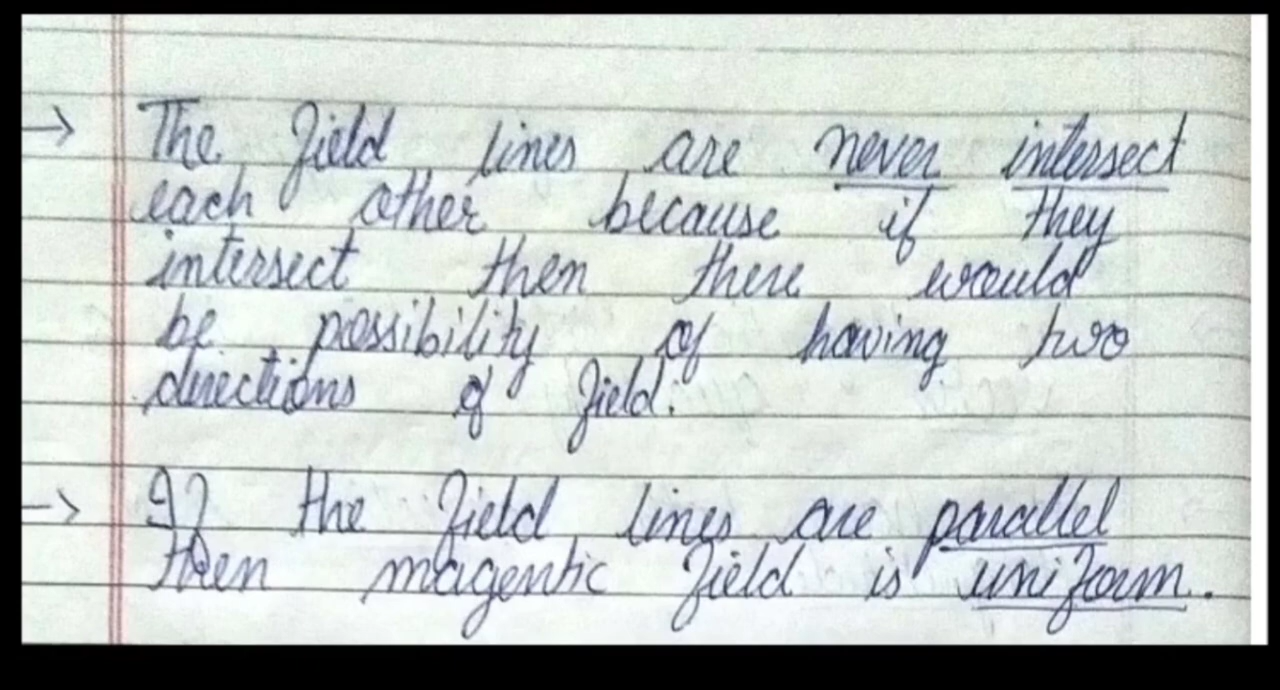 → The field lines are never intersect
each other because if they
intersect then there would
be possibility of having two
directions of field.
→ If the field lines are parallel
then magentic field is uniform.